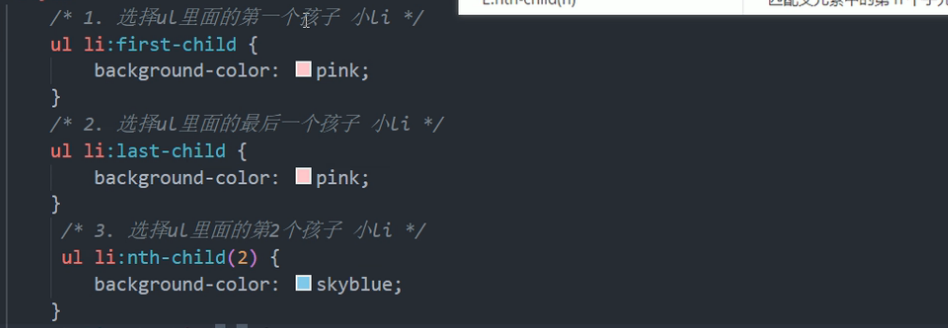 E:nth-child(n)
/* 1. 选择ul里面的第一个孩子 小li */
ul li:first-child {
background-color: pink;
}
/* 2. 选择ul里面的最后一个孩子 小li */
ul li:last-child {
background-color: pink;
}
/* 3. 选择ul里面的第2个孩子 小li */
ul li:nth-child(2) {
background-color: skyblue;
}